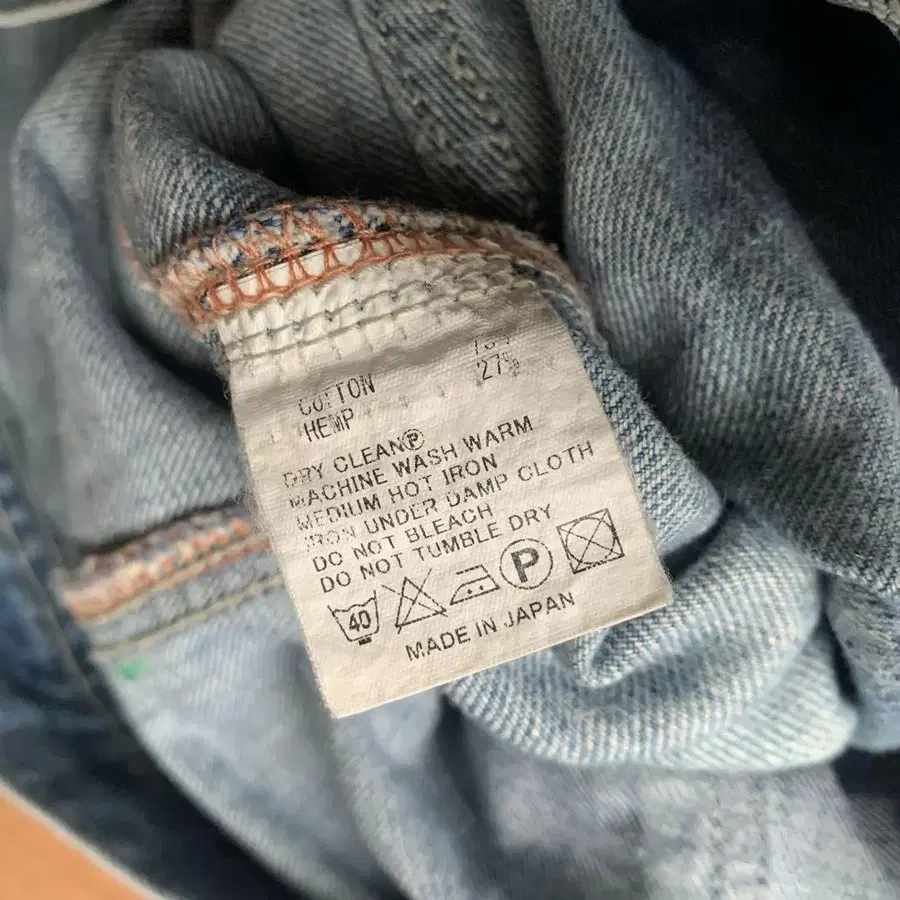 COTTON
HEMP 27%
DRY CLEANⓅ
MACHINE WASH WARM
MEDIUM HOT IRON
IRON UNDER DAMP CLOTH
DO NOT BLEACH
DO NOT TUMBLE DRY
40 P
MADE IN JAPAN